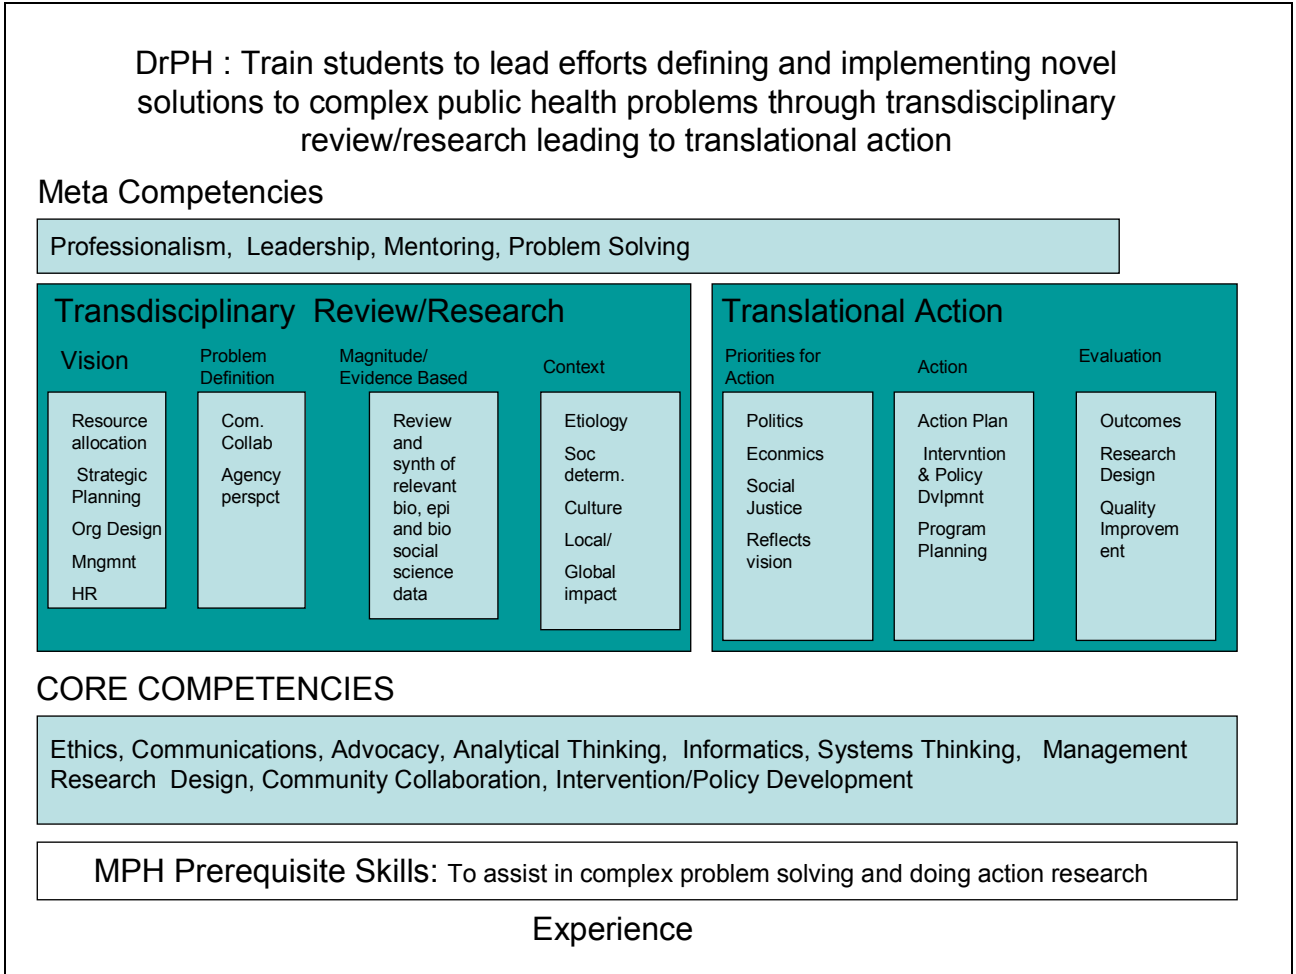 DrPH : Train students to lead efforts defining and implementing novel
solutions to complex public health problems through transdisciplinary
review/research leading to translational action
Meta Competencies
Professionalism, Leadership, Mentoring, Problem Solving
Transdisciplinary Review/Research
Vision
Resource
allocation
Strategic
Planning
Org Design
Mngmnt
HR
Problem
Definition
Com.
Collab
Agency
perspct
Magnitude/
Evidence Based
Review
and
synth of
relevant
bio, epi
and bio
social
science
data
Context
Etiology
Soc
determ.
Culture
Local/
Global
impact
Translational Action
Priorities for
Action
Politics
Econmics
Social
Justice
Reflects
vision
Action
Action Plan
Intervntion
& Policy
Dvlpmnt
Program
Planning
Evaluation
Outcomes
Research
Design
Quality
Improvem
ent
CORE COMPETENCIES
Ethics, Communications, Advocacy, Analytical Thinking, Informatics, Systems Thinking, Management
Research Design, Community Collaboration, Intervention/Policy Development
MPH Prerequisite Skills: To assist in complex problem solving and doing action research
Experience